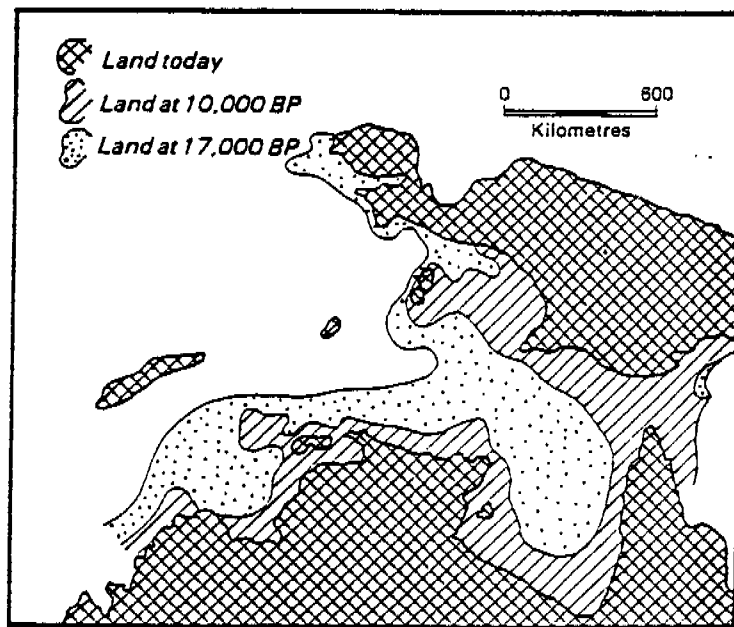 Land today
Land at 10,000 BP
Land at 17,000 BP
0 600
Kilometres